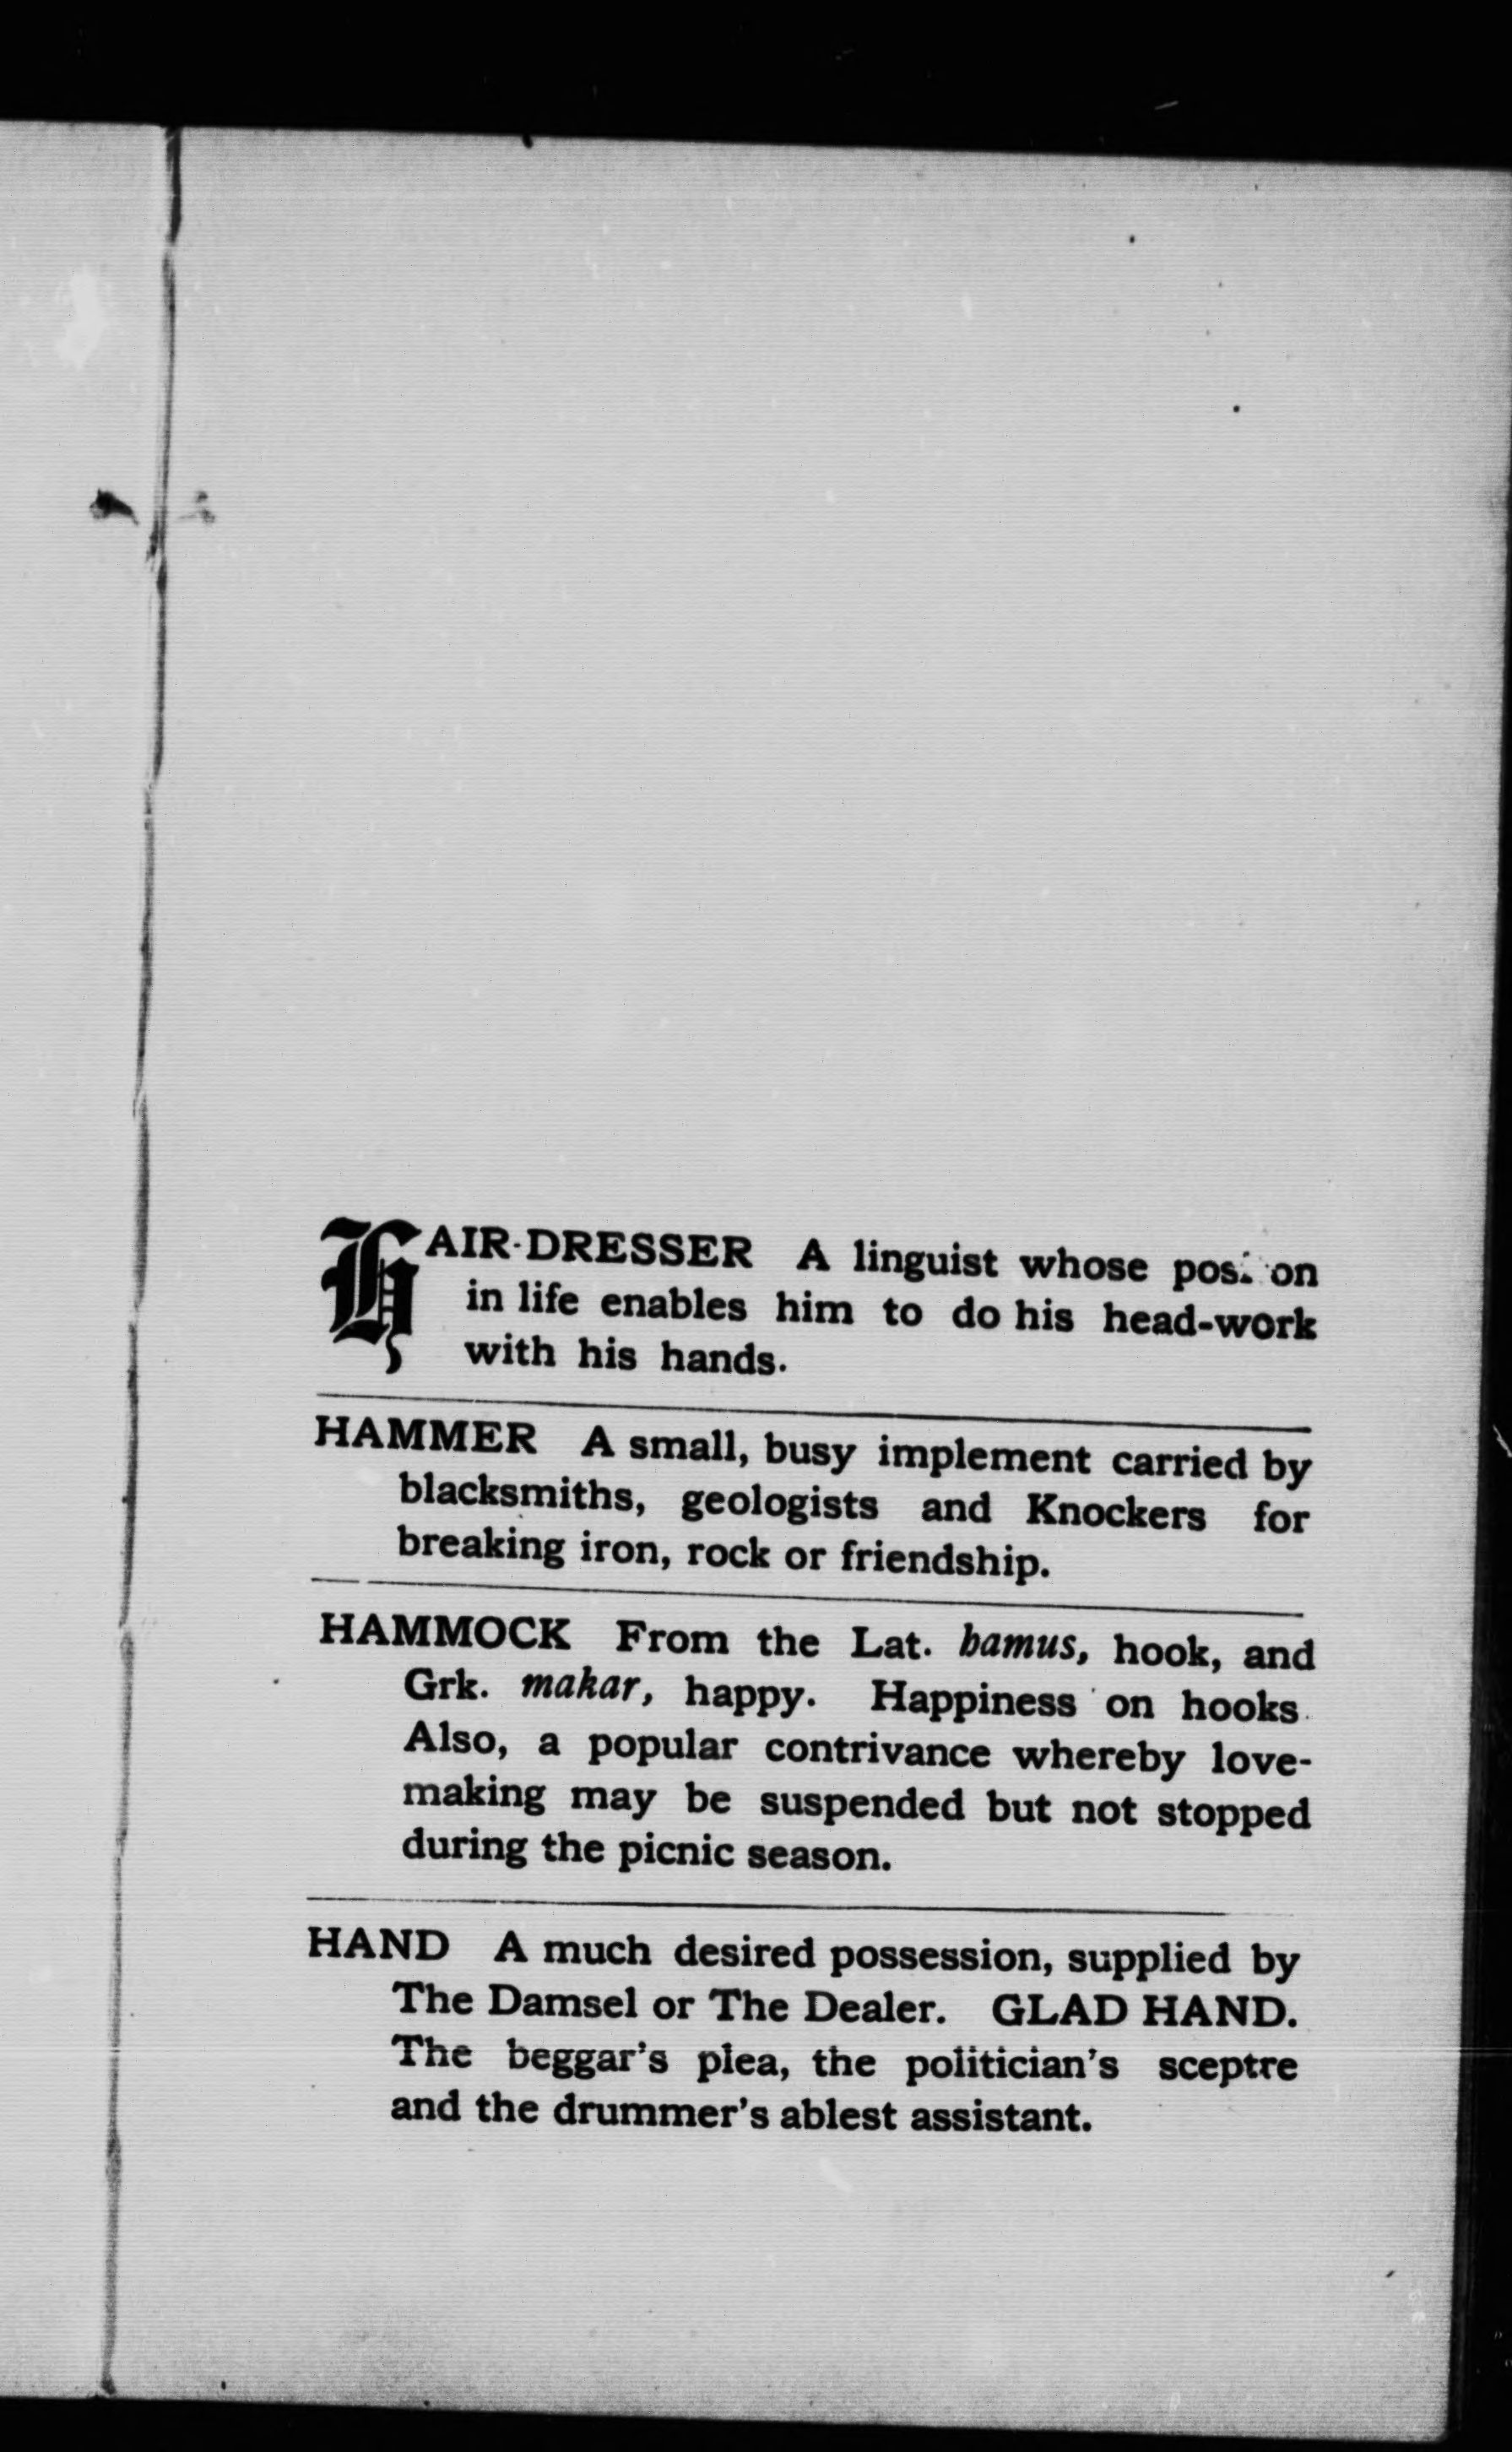 HAIR-DRESSER A linguist whose position
in life enables him to do his head-work
with his hands.
HAMMER A small, busy implement carried by
blacksmiths, geologists and Knockers for
breaking iron, rock or friendship.
HAMMOCK From the Lat. hamus, hook, and
Grk. makar, happy. Happiness on hooks.
Also, a popular contrivance whereby love-
making may be suspended but not stopped
during the picnic season.
HAND A much desired possession, supplied by
The Damsel or The Dealer. GLAD HAND.
The beggar's plea, the politician's sceptre
and the drummer's ablest assistant.